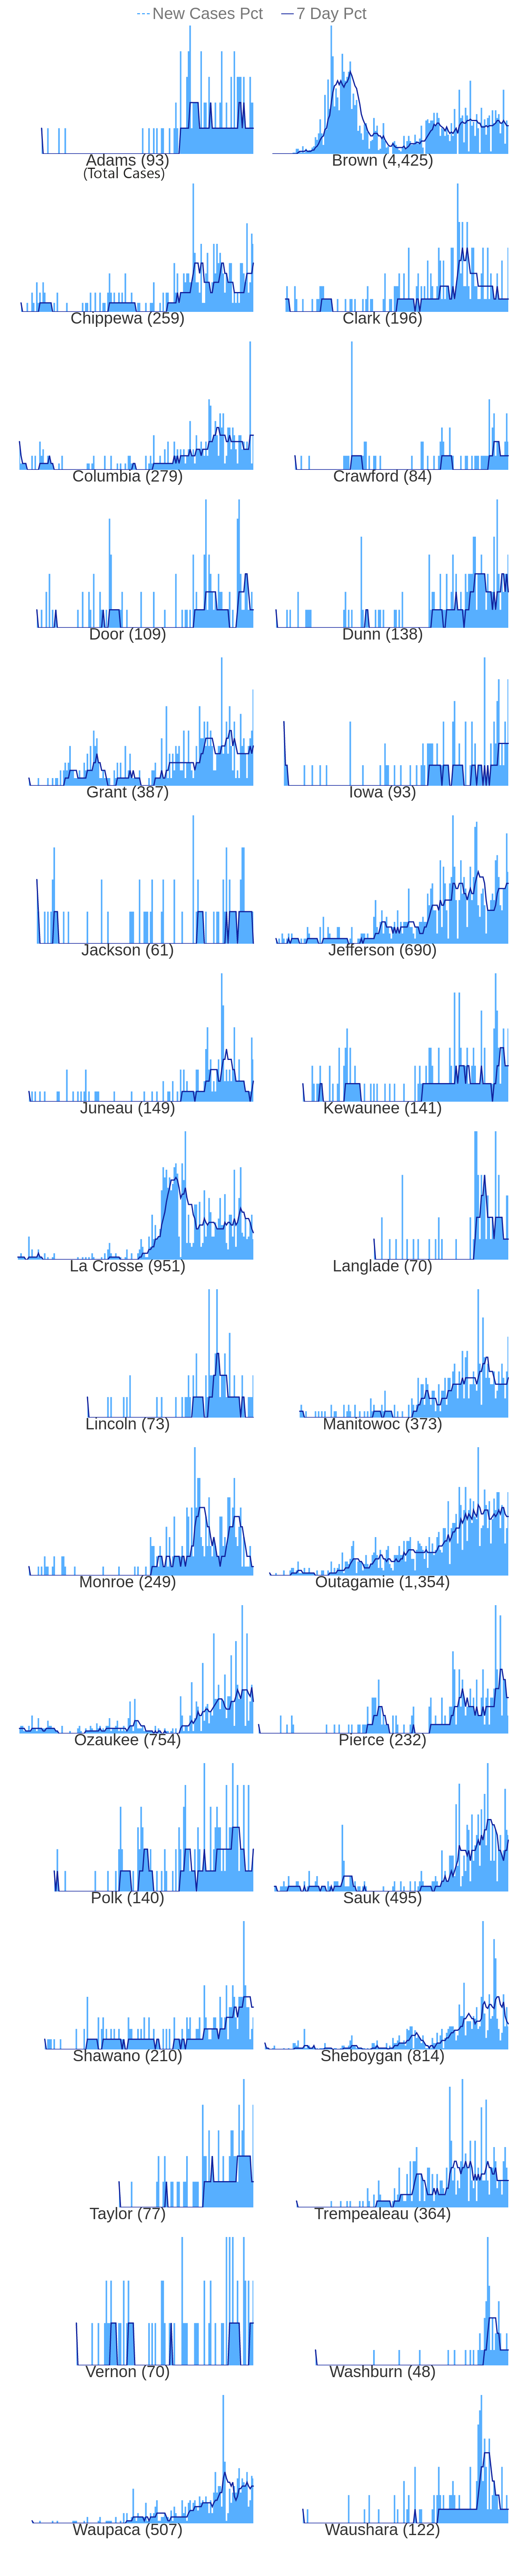 New Cases Pct 7 Day Pct
Adams (93) Brown (4,425)
(Total Cases)
Chippewa (259) Clark (196)
Columbia (279) Crawford (84)
Door (109) Dunn (138)
Grant (387) Iowa (93)
Jackson (61) Jefferson (690)
Juneau (149) Kewaunee (141)
La Crosse (951) Langlade (70)
Lincoln (73) Manitowoc (373)
Monroe (249) Outagamie (1,354)
Ozaukee (754) Pierce (232)
Polk (140) Sauk (495)
Shawano (210) Sheboygan (814)
Taylor (77) Trempealeau (364)
Vernon (70) Washburn (48)
Waupaca (507) Waushara (122)